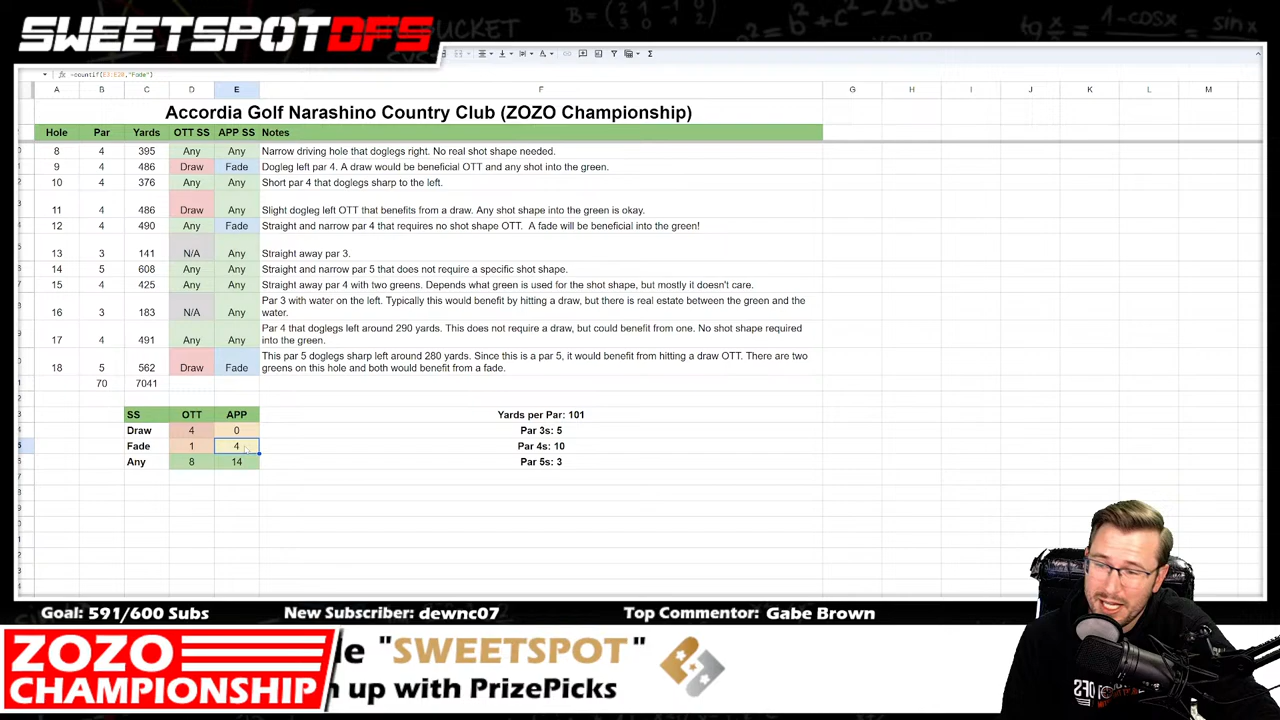 SWEETSPOTDFS
=countif(E3:E20,"Fade")
A B C D E F G H I J K L M
Accordia Golf Narashino Country Club (ZOZO Championship)
Hole Par Yards OTT SS APP SS Notes
8 4 395 Any Any Narrow driving hole that doglegs right. No real shot shape needed.
9 4 486 Draw Fade Dogleg left par 4. A draw would be beneficial OTT and any shot into the green.
10 4 376 Any Any Short par 4 that doglegs sharp to the left.
11 4 486 Draw Any Slight dogleg left OTT that benefits from a draw. Any shot shape into the green is okay.
12 4 490 Any Fade Straight and narrow par 4 that requires no shot shape OTT. A fade will be beneficial into the green!
13 3 141 N/A Any Straight away par 3.
14 5 608 Any Any Straight and narrow par 5 that does not require a specific shot shape.
15 4 425 Any Any Straight away par 4 with two greens. Depends what green is used for the shot shape, but mostly it doesn't care.
16 3 183 N/A Any Par 3 with water on the left. Typically this would benefit by hitting a draw, but there is real estate between the green and the
water.
17 4 491 Any Any Par 4 that doglegs left around 290 yards. This does not require a draw, but could benefit from one. No shot shape required
into the green.
18 5 562 Draw Fade This par 5 doglegs sharp left around 280 yards. Since this is a par 5, it would benefit from hitting a draw OTT. There are two
greens on this hole and both would benefit from a fade.
70 7041
SS OTT APP Yards per Par: 101
Draw 4 0 Par 3s: 5
Fade 1 4 Par 4s: 10
Any 8 14 Par 5s: 3
Goal: 591/600 Subs New Subscriber: dewnc07 Top Commentor: Gabe Brown
ZOZO
CHAMPIONSHIP
de "SWEETSPOT"
n up with PrizePicks